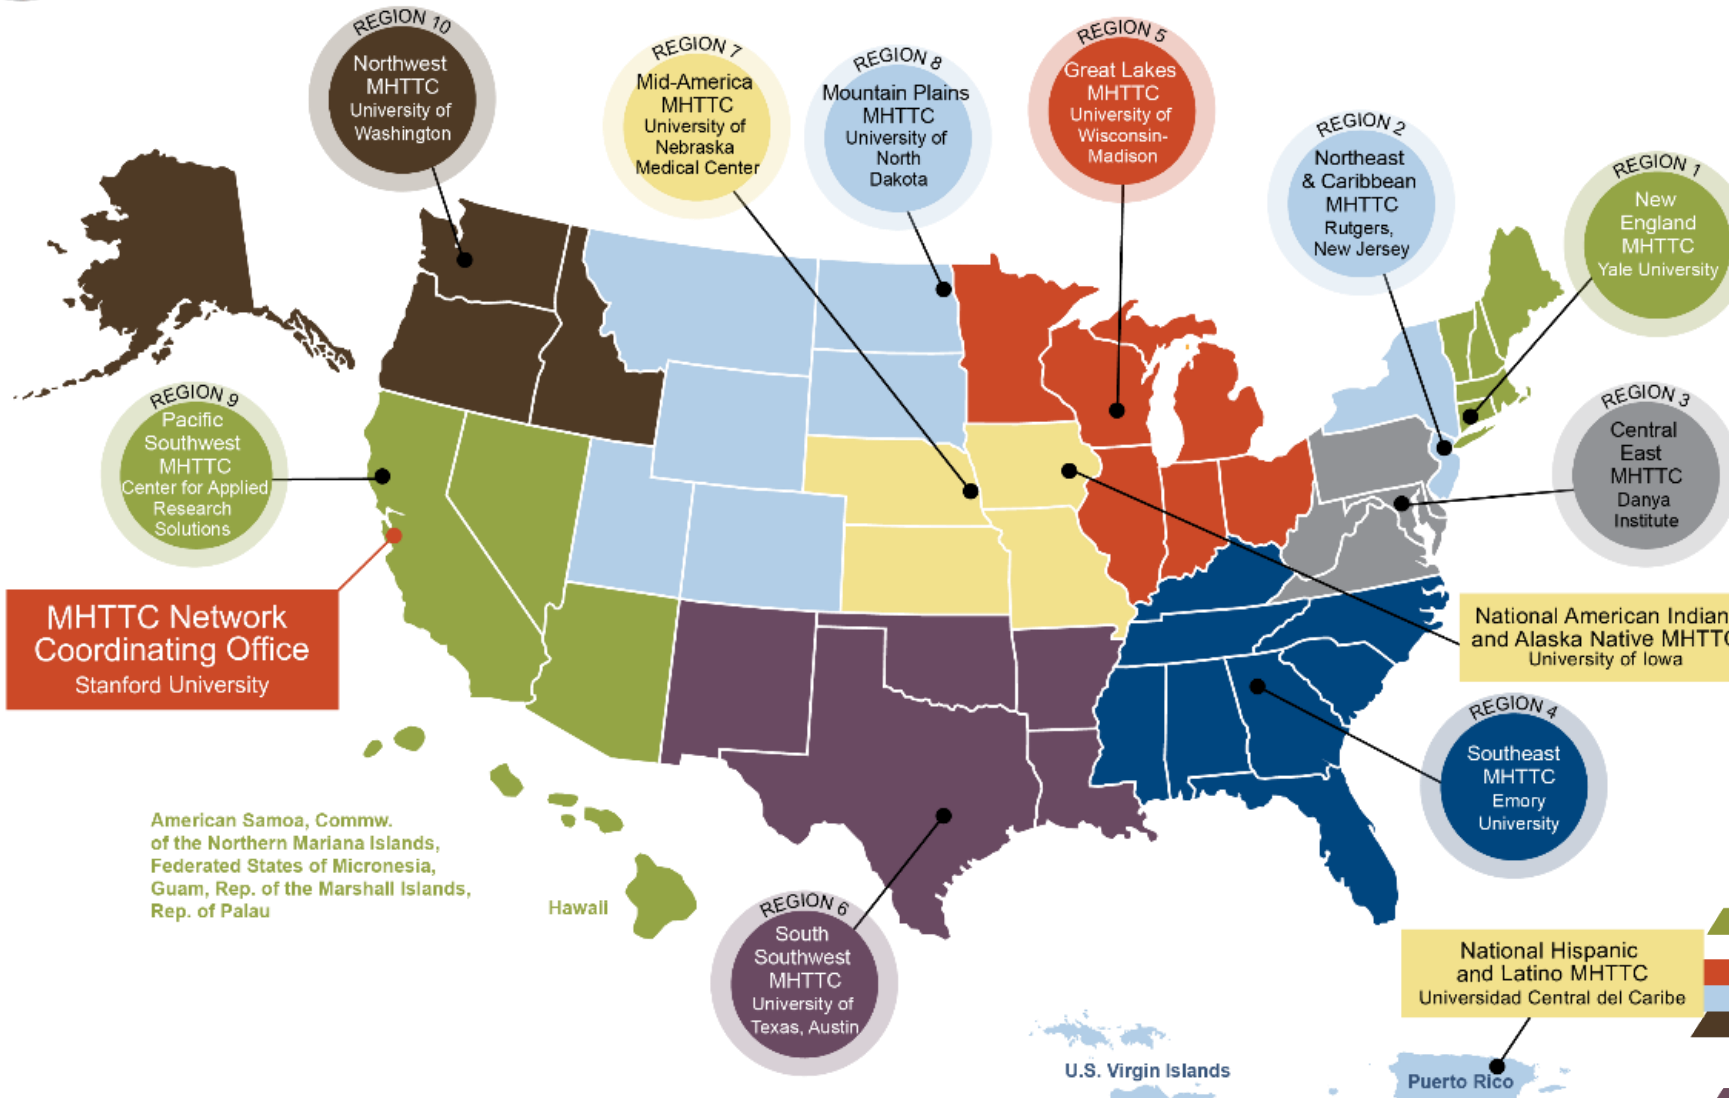 REGION 10
Northwest
MHTTC
University of
Washington
REGION 7
Mid-America
MHTTC
University of
Nebraska
Medical Center
REGION 8
Mountain Plains
MHTTC
University of
North
Dakota
REGION 5
Great Lakes
MHTTC
University of
Wisconsin-
Madison
REGION 2
Northeast
& Caribbean
MHTTC
Rutgers,
New Jersey
REGION 1
New
England
MHTTC
Yale University
REGION 9
Pacific
Southwest
MHTTC
Center for Applied
Research
Solutions
REGION 3
Central
East
MHTTC
Danya
Institute
MHTTC Network
Coordinating Office
Stanford University
National American Indian
and Alaska Native MHTTC
University of Iowa
REGION 4
Southeast
MHTTC
Emory
University
American Samoa, Commw.
of the Northern Mariana Islands,
Federated States of Micronesia,
Guam, Rep. of the Marshall Islands,
Rep. of Palau
Hawaii
REGION 6
South
Southwest
MHTTC
University of
Texas, Austin
National Hispanic
and Latino MHTTC
Universidad Central del Caribe
U.S. Virgin Islands
Puerto Rico